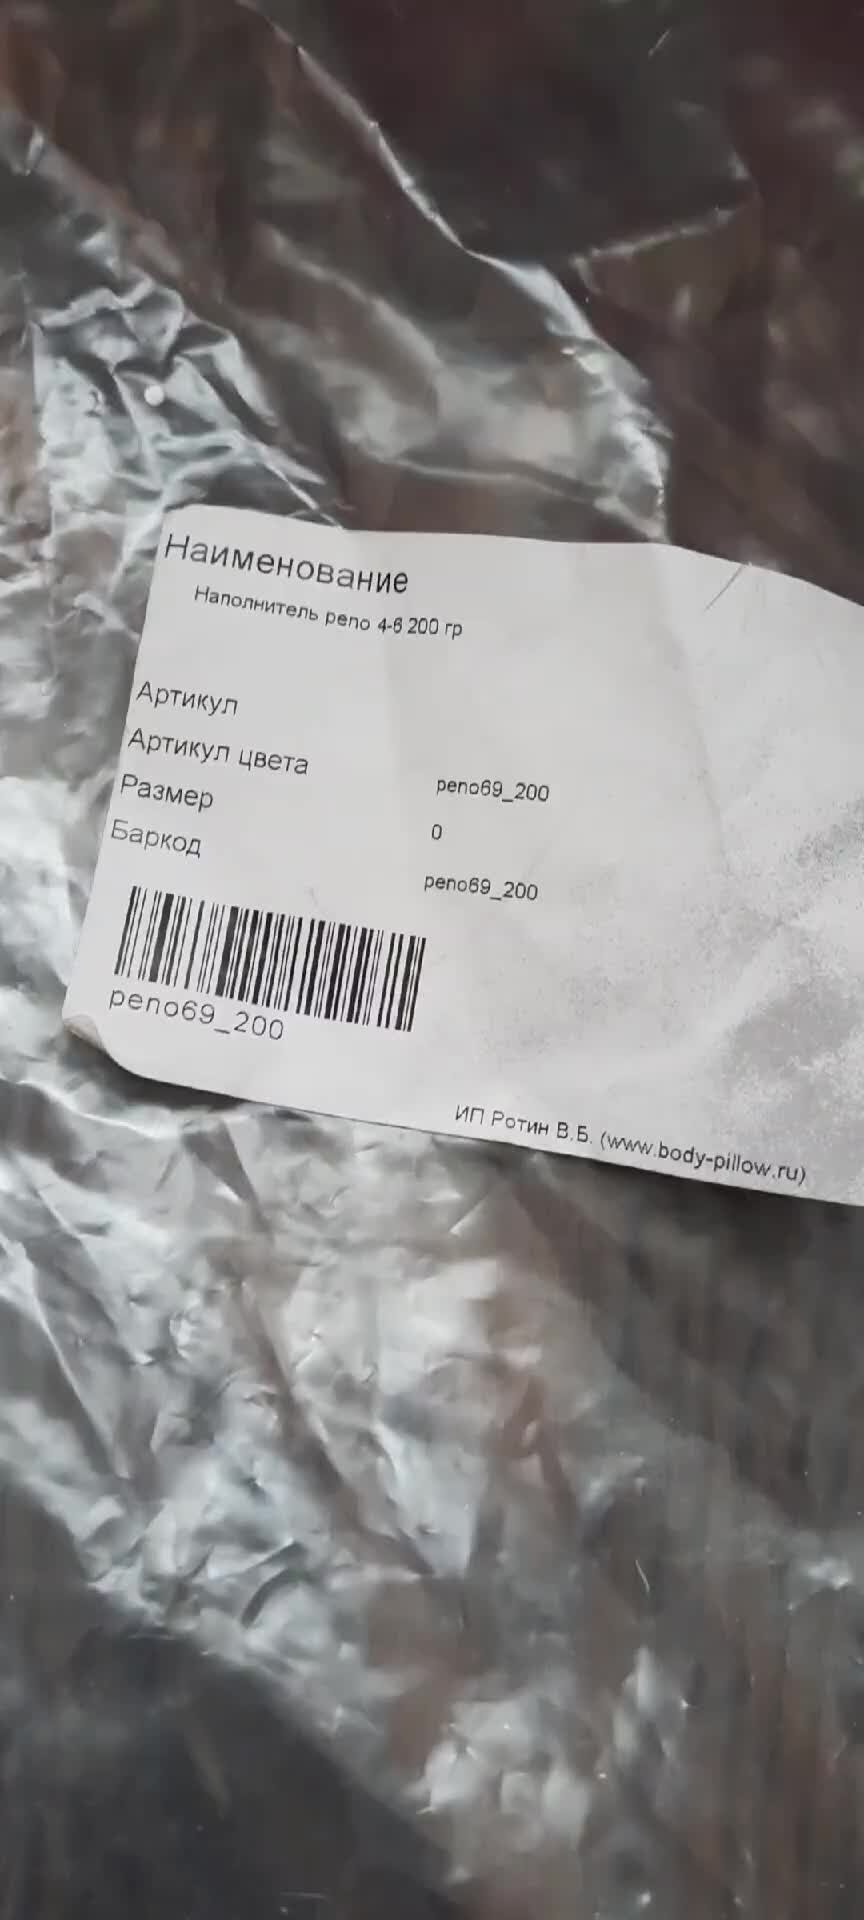 Наименование
Наполнитель peno 4-6 200 гр
Артикул
Артикул цвета
peno69_200
Размер
0
Баркод
peno69_200
peno69_200
ИП Ротин В.Б. (www.body-pillow.ru)